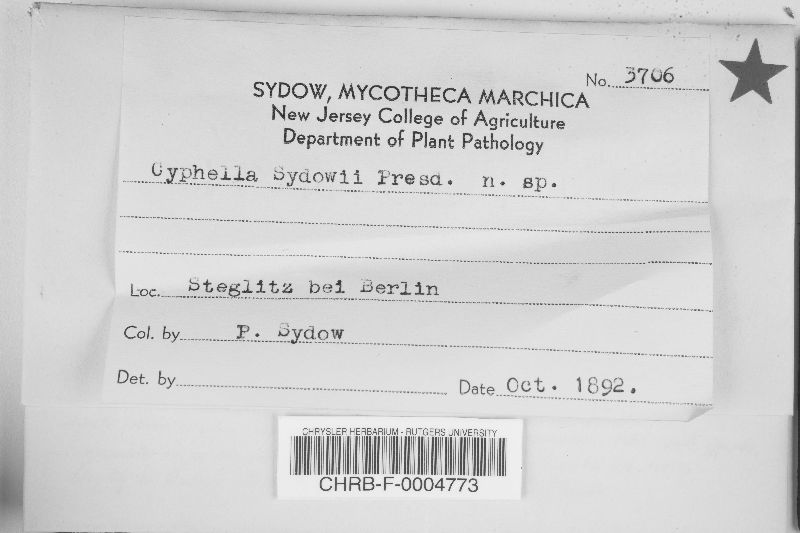 No. 3706
SYDOW, MYCOTHECA MARCHICA
New Jersey College of Agriculture
Department of Plant Pathology
Cyphella Sydowii Presd. n. sp.
Loc. Steglitz bei Berlin
Col. by P. Sydow
Det. by Date Oct. 1892.
CHRYSLER HERBARIUM - RUTGERS UNIVERSITY
CHRB-F-0004773